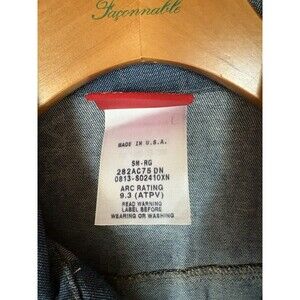 Façonnable
MADE IN U.S.A.
SM-RG
282AC75 DN
0813-S02410XN
ARC RATING
9.3 (ATPV)
READ WARNING
LABEL BEFORE
WEARING OR WASHING